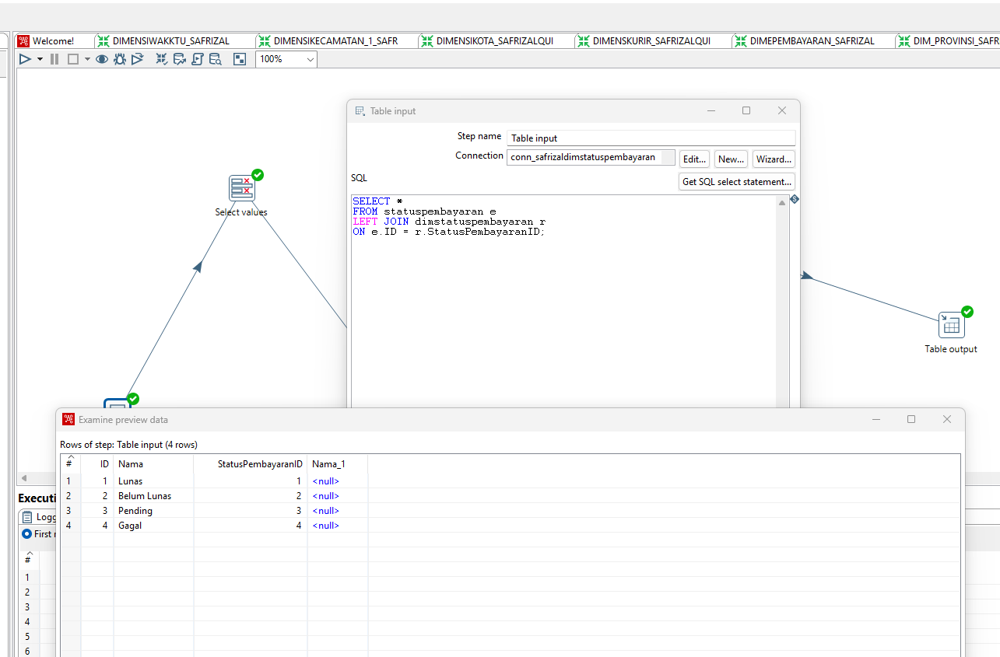 Welcome! DIMENSIWAKKTU_SAFRIZAL DIMENSIKECAMATAN_1_SAFR DIMENSIKOTA_SAFRIZALQUI DIMENSKURIR_SAFRIZALQUI DIMEPEMBAYARAN_SAFRIZAL DIM_PROVINSI_SAFR
100%
Table input
Step name Table input
Connection conn_safrizaldimstatuspembayaran Edit... New... Wizard...
SQL
Get SQL select statement...
SELECT *
FROM statuspembayaran e
LEFT JOIN dimstatuspembayaran r
ON e.ID = r.StatusPembayaranID;
Select values
Table output
Examine preview data
Rows of step: Table input (4 rows)
# ID Nama StatusPembayaranID Nama_1
1 1 Lunas 1 <null>
2 2 Belum Lunas 2 <null>
3 3 Pending 3 <null>
4 4 Gagal 4 <null>
Executi
Logg
First r
#
1
2
3
4
5
6